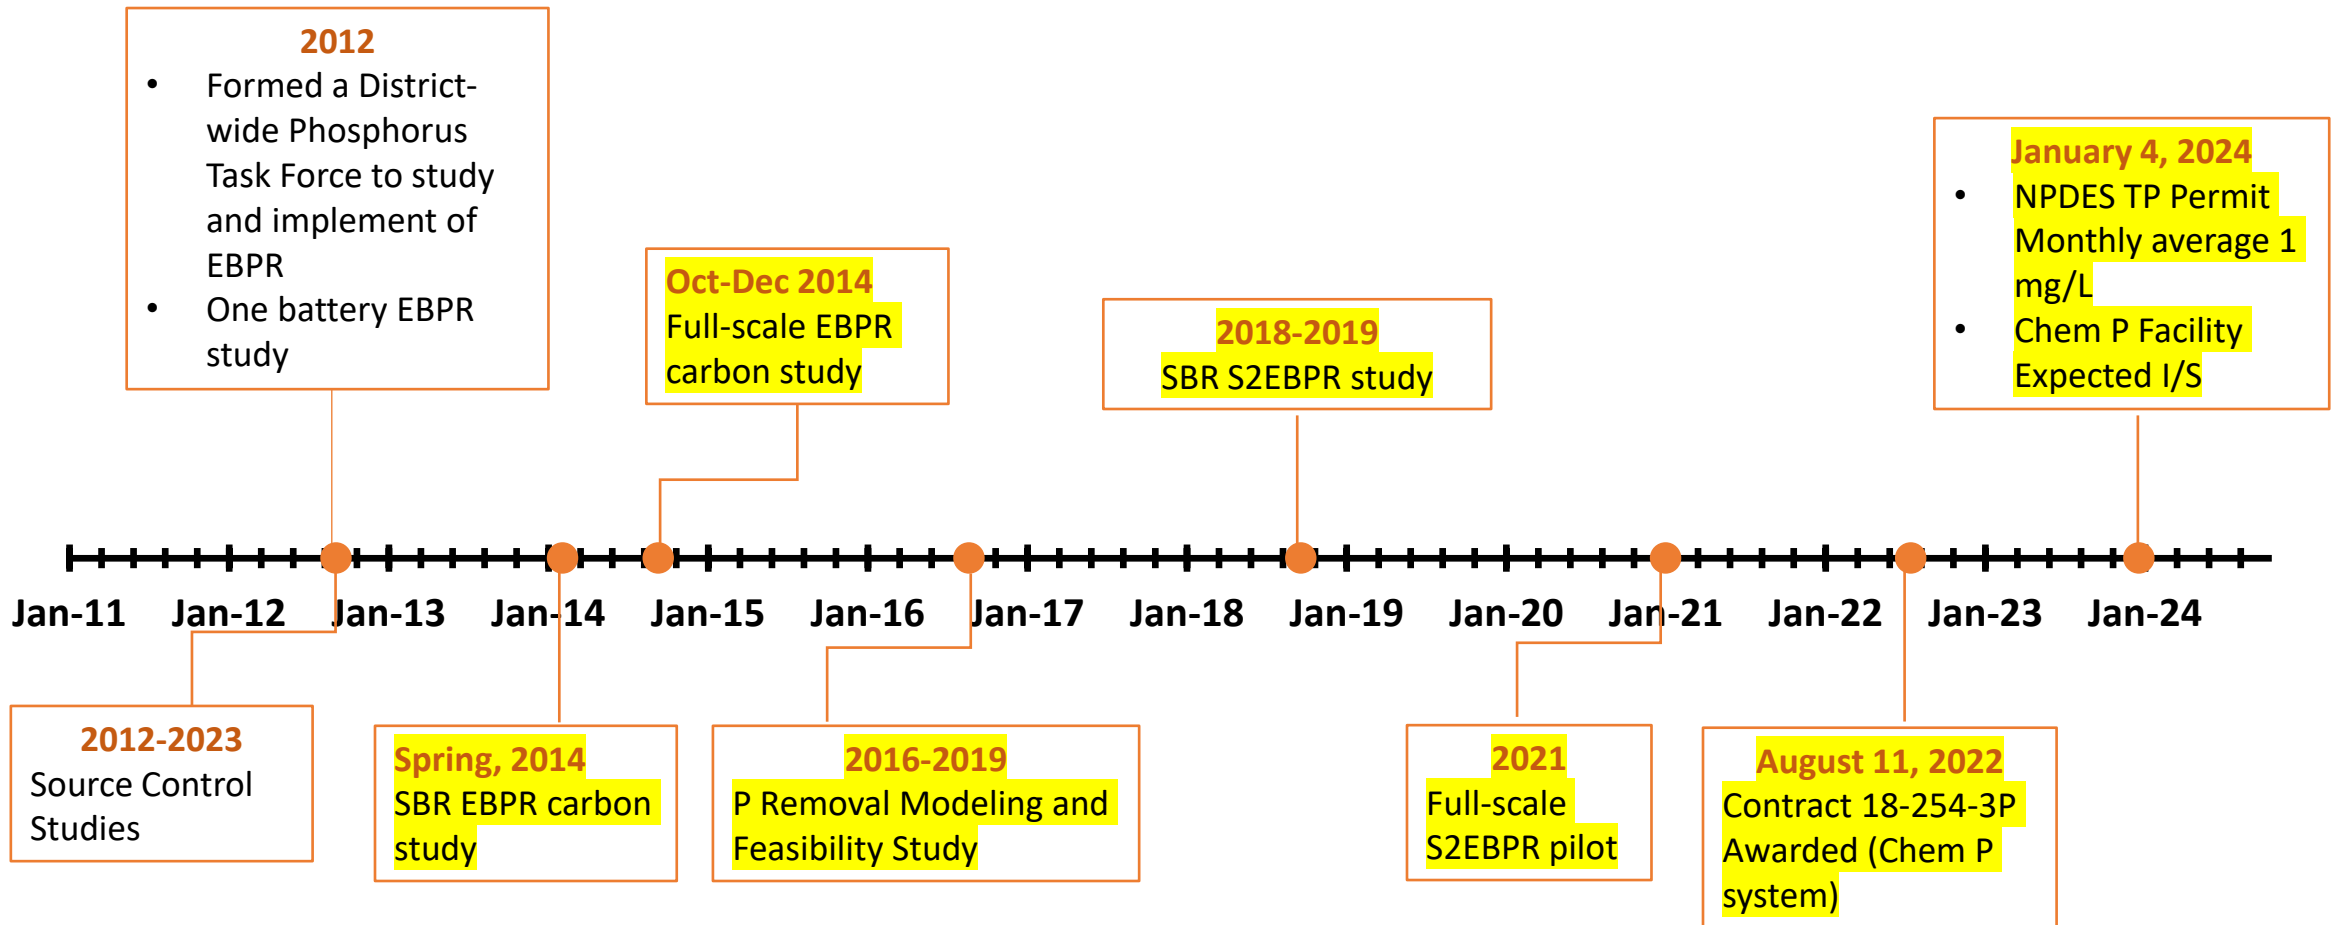 2012
• Formed a District-
wide Phosphorus
Task Force to study
and implement of
EBPR
• One battery EBPR
study
Oct-Dec 2014
Full-scale EBPR
carbon study
2018-2019
SBR S2EBPR study
January 4, 2024
• NPDES TP Permit
Monthly average 1
mg/L
• Chem P Facility
Expected I/S
Jan-11 Jan-12 Jan-13 Jan-14 Jan-15 Jan-16 Jan-17 Jan-18 Jan-19 Jan-20 Jan-21 Jan-22 Jan-23 Jan-24
2012-2023
Source Control
Studies
Spring, 2014
SBR EBPR carbon
study
2016-2019
P Removal Modeling and
Feasibility Study
2021
Full-scale
S2EBPR pilot
August 11, 2022
Contract 18-254-3P
Awarded (Chem P
system)